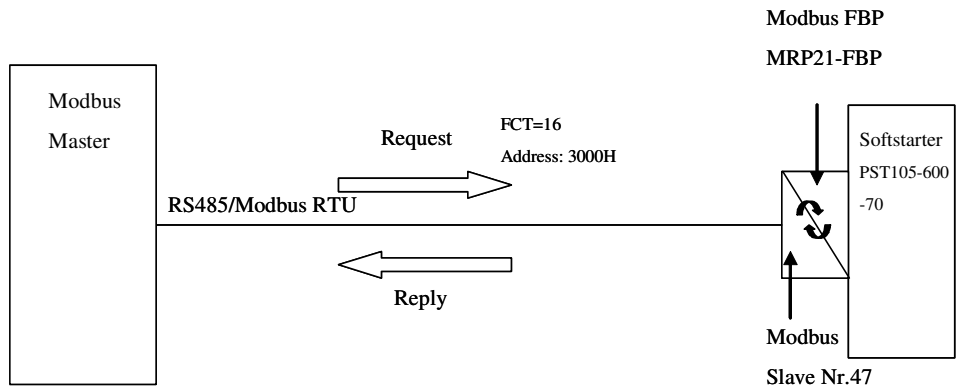 Modbus FBP
MRP21-FBP
Modbus
Master
Request
FCT=16
Address: 3000H
Softstarter
PST105-600
-70
RS485/Modbus RTU
Reply
Modbus
Slave Nr.47